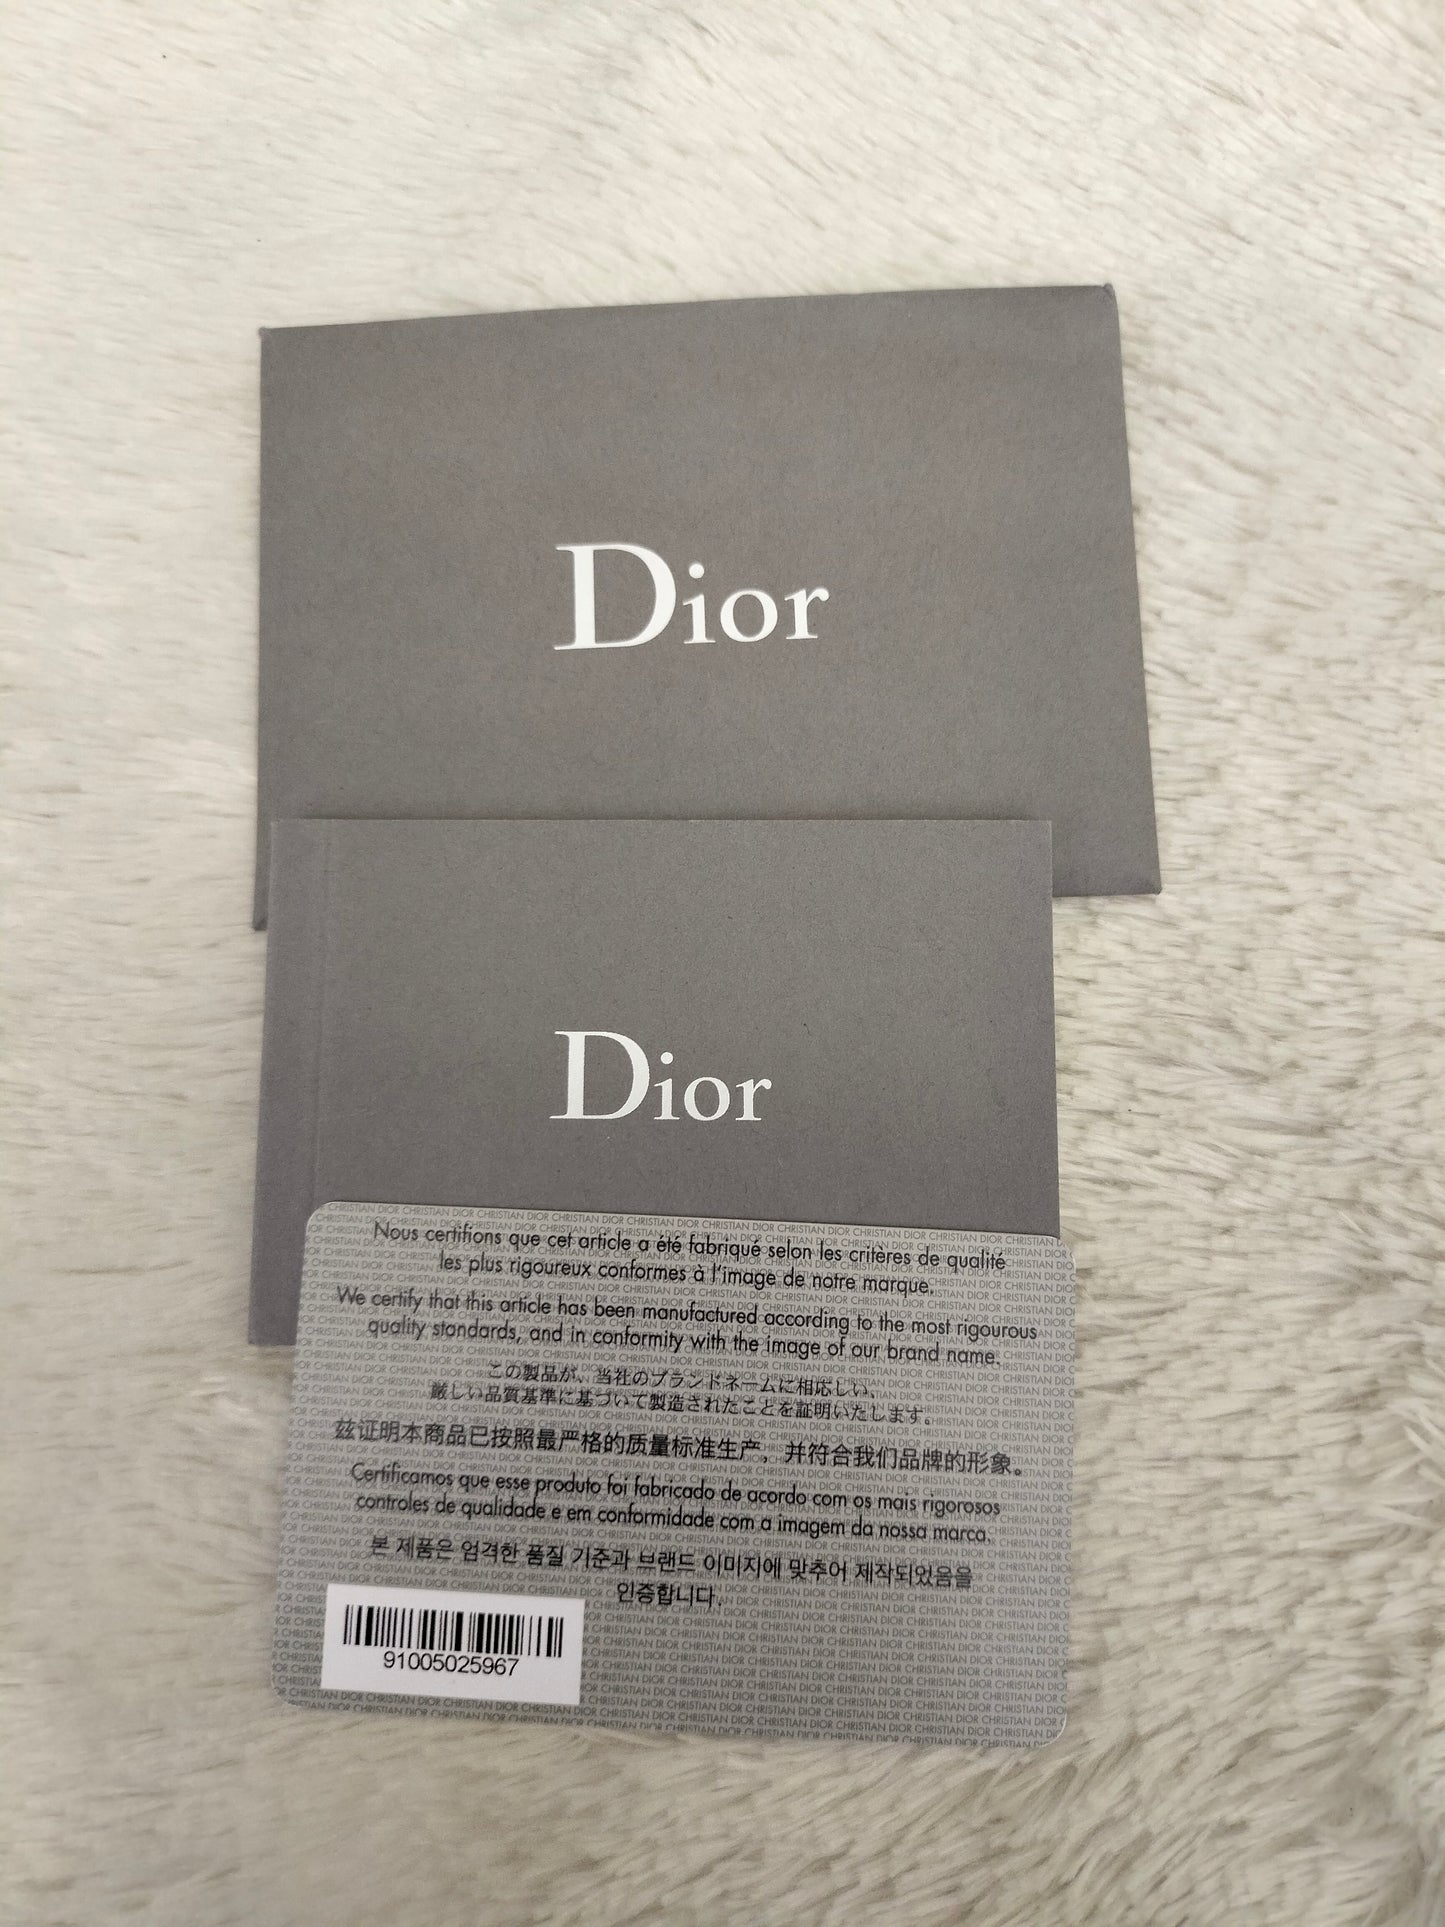 Dior
Dior
Nous certifions que cet article a été fabriqué selon les critères de qualité
les plus rigoureux conformes à l'image de notre marque.
We certify that this article has been manufactured according to the most rigourous
quality standards, and in conformity with the image of our brand name.
この製品が、当社のブランドネームに相応しい、
厳しい品質基準に基づいて製造されたことを証明いたします。
兹证明本商品已按照最严格的质量标准生产，并符合我们品牌的形象。
Certificamos que esse produto foi fabricado de acordo com os mais rigorosos
controles de qualidade e em conformidade com a imagem da nossa marca.
본 제품은 엄격한 품질 기준과 브랜드 이미지에 맞추어 제작되었음을
인증합니다.
91005025967